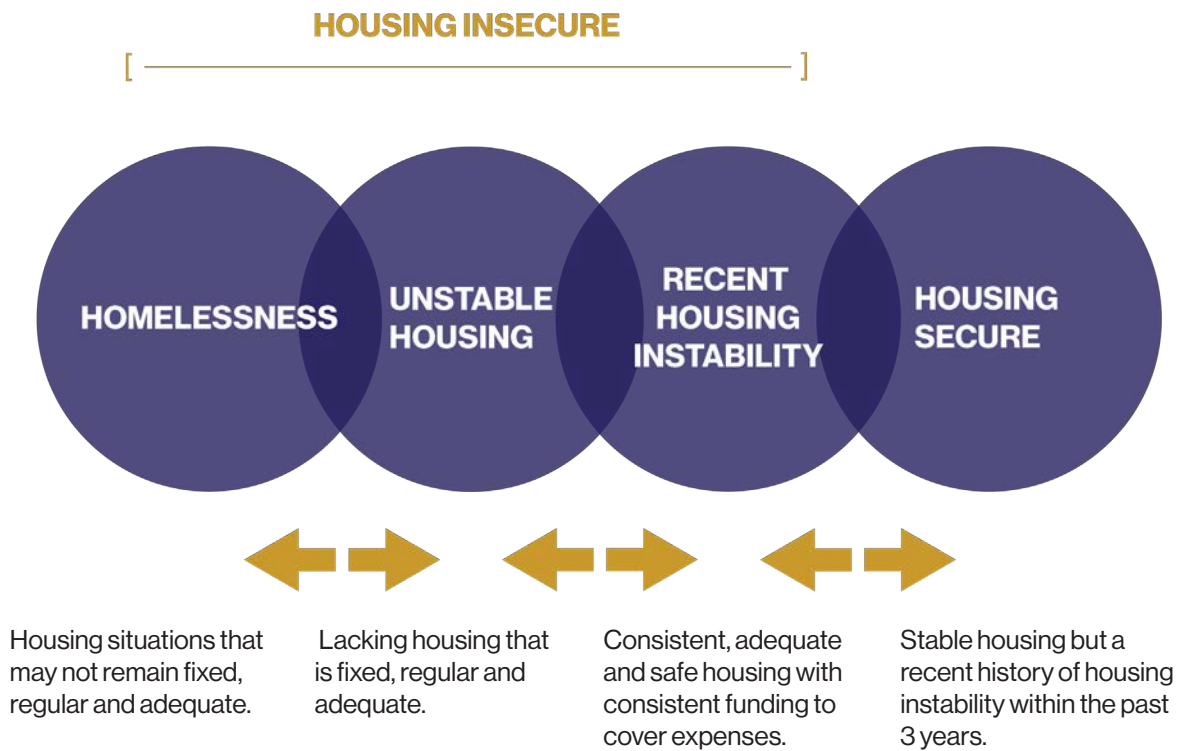 HOUSING INSECURE
[ ]
HOMELESSNESS
UNSTABLE
HOUSING
RECENT
HOUSING
INSTABILITY
HOUSING
SECURE
Housing situations that
may not remain fixed,
regular and adequate.
Lacking housing that
is fixed, regular and
adequate.
Consistent, adequate
and safe housing with
consistent funding to
cover expenses.
Stable housing but a
recent history of housing
instability within the past
3 years.